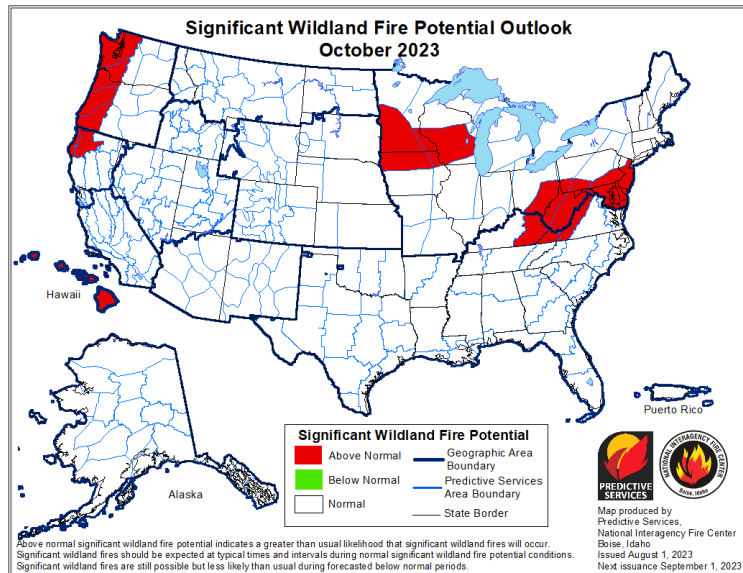 Significant Wildland Fire Potential Outlook
October 2023
Hawaii
Alaska
Puerto Rico
Significant Wildland Fire Potential
Above Normal
Below Normal
Normal
Geographic Area
Boundary
Predictive Services
Area Boundary
State Border
PREDICTIVE
SERVICES
NATIONAL INTERAGENCY FIRE CENTER
Boise, Idaho
Map produced by
Predictive Services,
National Interagency Fire Center
Boise, Idaho
Issued August 1, 2023
Next issuance September 1, 2023
Above normal significant wildland fire potential indicates a greater than usual likelihood that significant wildland fires will occur.
Significant wildland fires should be expected at typical times and intervals during normal significant wildland fire potential conditions.
Significant wildland fires are still possible but less likely than usual during forecasted below normal periods.